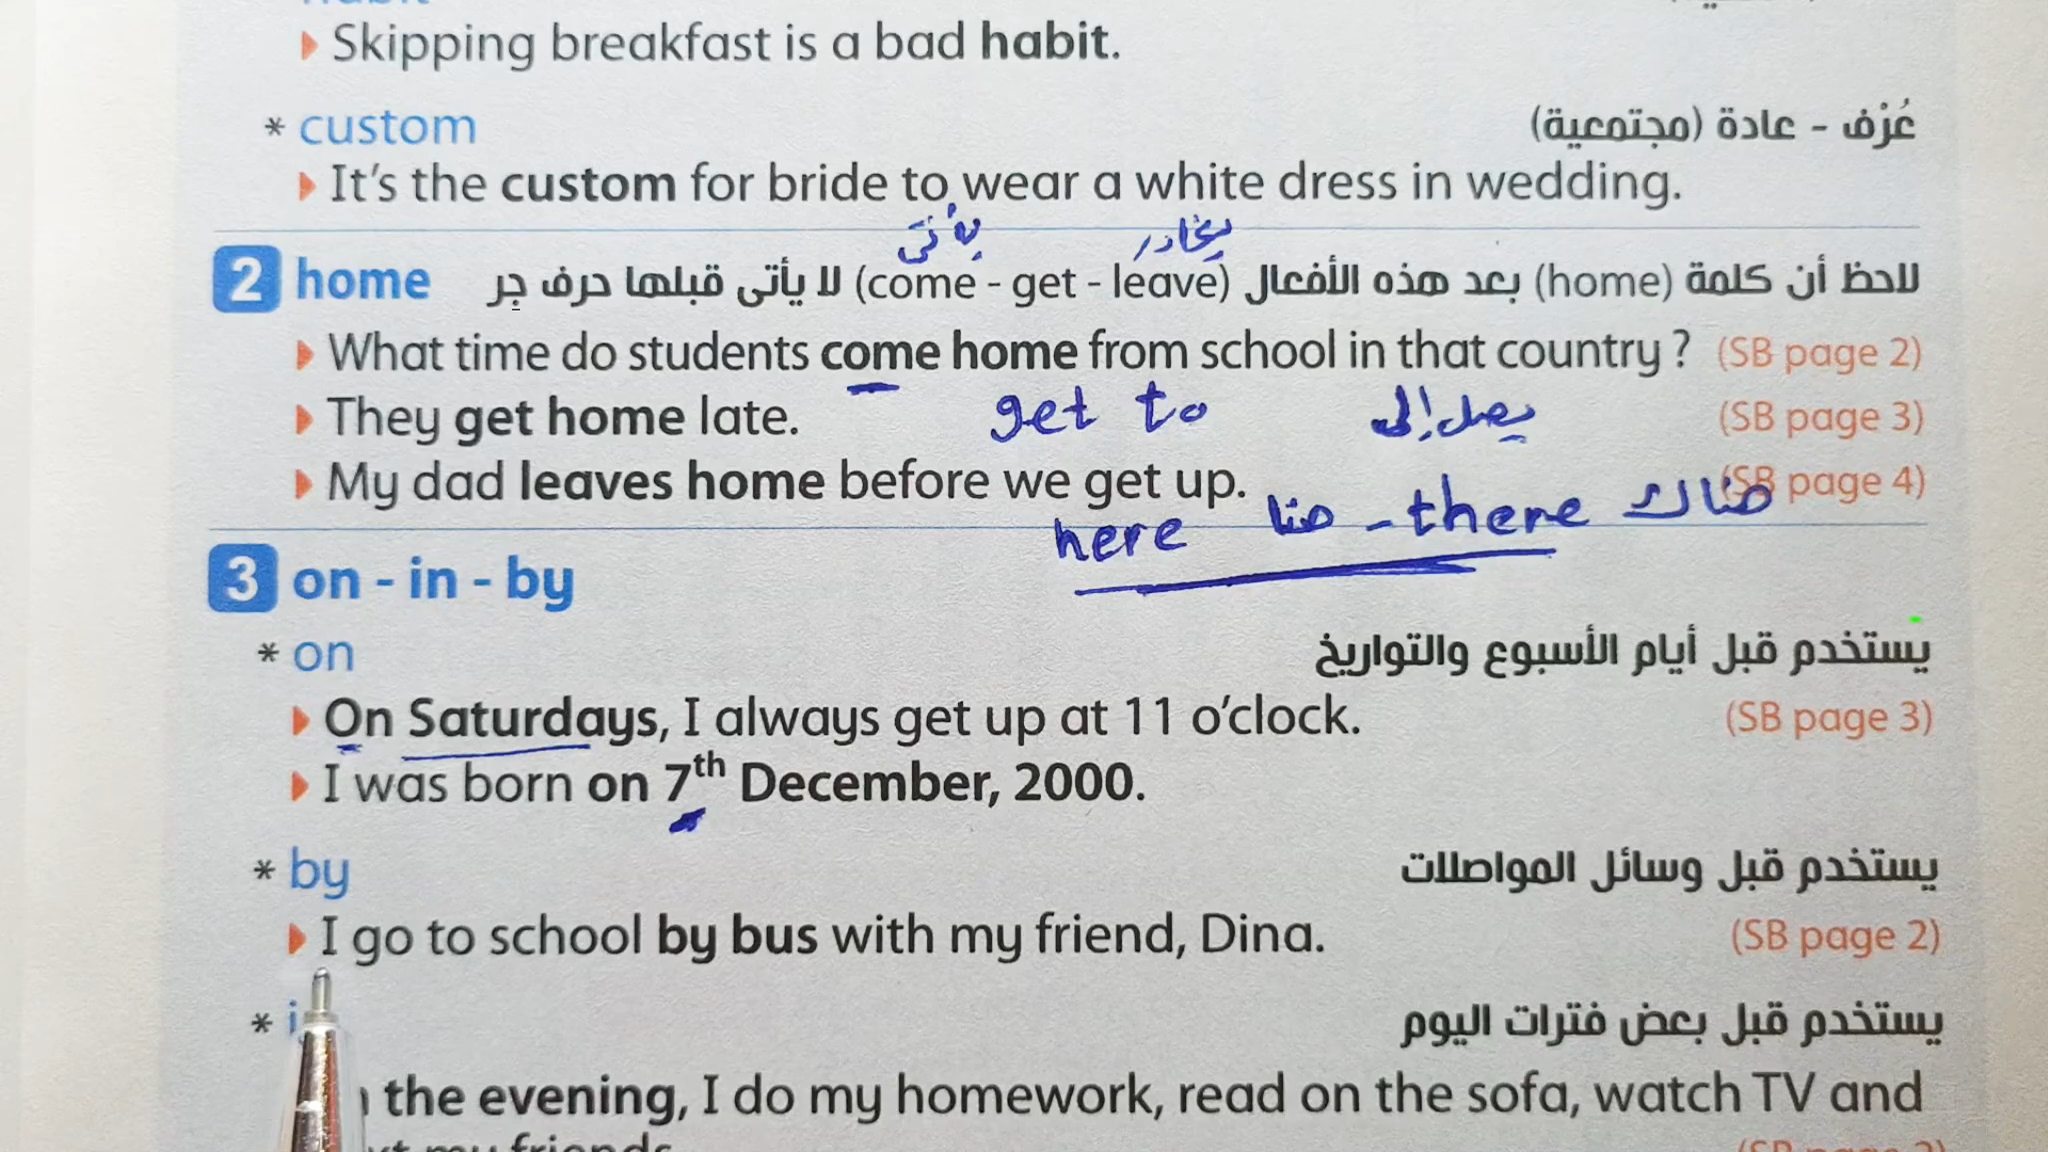 habit
▶ Skipping breakfast is a bad habit.
* custom عُرْف - عادة (مجتمعية)
▶ It's the custom for bride to wear a white dress in wedding.
يأتى يغادر
2 home لاحظ أن كلمة (home) بعد هذه الأفعال (come - get - leave) لا يأتى قبلها حرف جر
▶ What time do students come home from school in that country ? (SB page 2)
▶ They get home late. get to يصل إلى (SB page 3)
▶ My dad leaves home before we get up. (SB page 4)
here هنا - there هناك
3 on - in - by
* on يستخدم قبل أيام الأسبوع والتواريخ
▶ On Saturdays, I always get up at 11 o'clock. (SB page 3)
▶ I was born on 7th December, 2000.
* by يستخدم قبل وسائل المواصلات
▶ I go to school by bus with my friend, Dina. (SB page 2)
* i يستخدم قبل بعض فترات اليوم
the evening, I do my homework, read on the sofa, watch TV and
my friends.